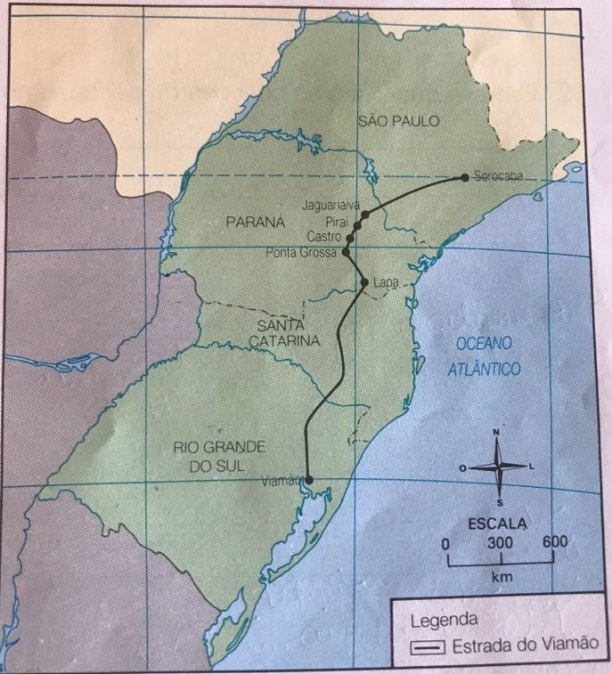 SÃO PAULO
Sorocaba
Jaguariaíva
Piraí
Castro
Ponta Grossa
PARANÁ
Lapa
SANTA
CATARINA
OCEANO
ATLÂNTICO
RIO GRANDE
DO SUL
Viamão
N
O
L
S
ESCALA
0 300 600
km
Legenda
Estrada do Viamão